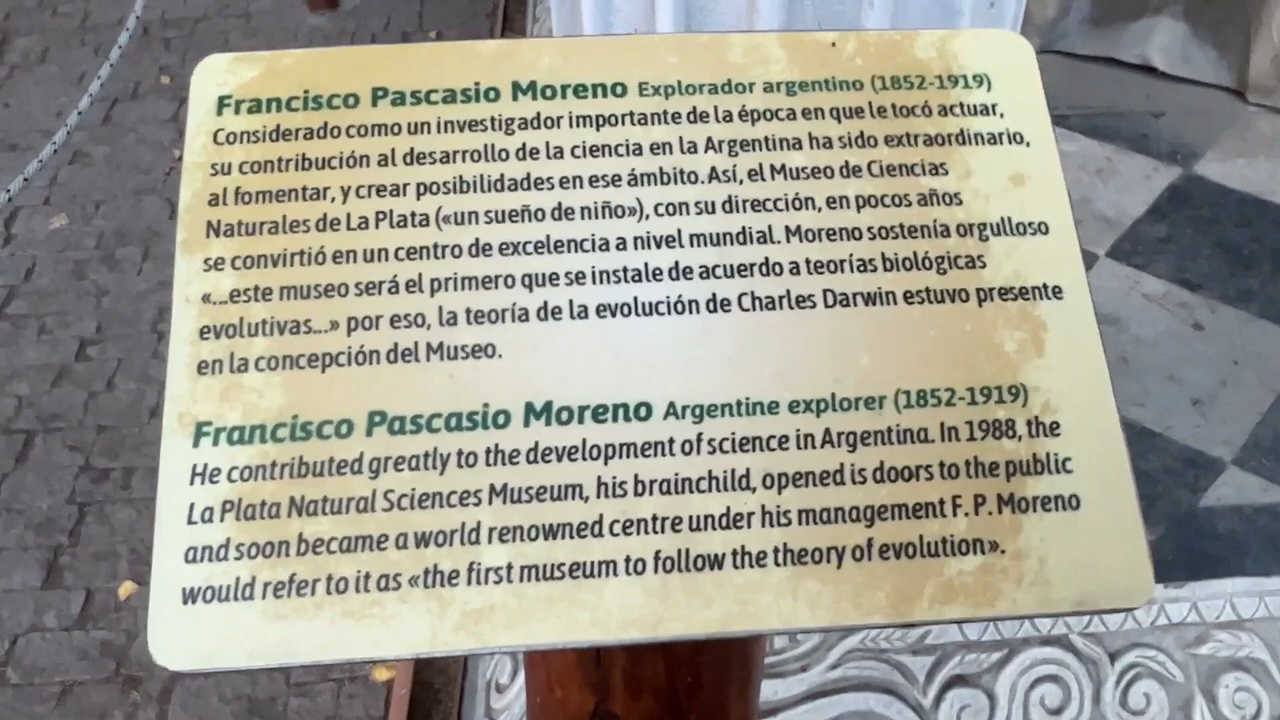 Francisco Pascasio Moreno Explorador argentino (1852-1919)
Considerado como un investigador importante de la época en que le tocó actuar,
su contribución al desarrollo de la ciencia en la Argentina ha sido extraordinario,
al fomentar, y crear posibilidades en ese ámbito. Así, el Museo de Ciencias
Naturales de La Plata («un sueño de niño»), con su dirección, en pocos años
se convirtió en un centro de excelencia a nivel mundial. Moreno sostenía orgulloso
«...este museo será el primero que se instale de acuerdo a teorías biológicas
evolutivas...» por eso, la teoría de la evolución de Charles Darwin estuvo presente
en la concepción del Museo.
Francisco Pascasio Moreno Argentine explorer (1852-1919)
He contributed greatly to the development of science in Argentina. In 1988, the
La Plata Natural Sciences Museum, his brainchild, opened is doors to the public
and soon became a world renowned centre under his management F. P. Moreno
would refer to it as «the first museum to follow the theory of evolution».